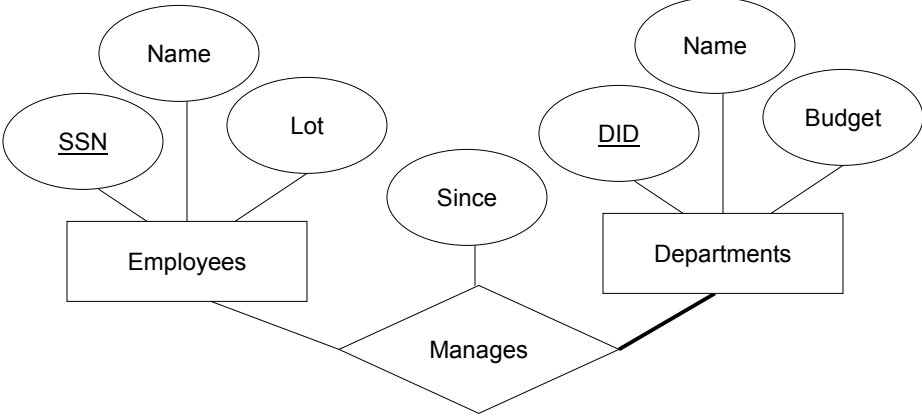 Name
SSN
Lot
Employees
Since
Manages
Name
DID
Budget
Departments